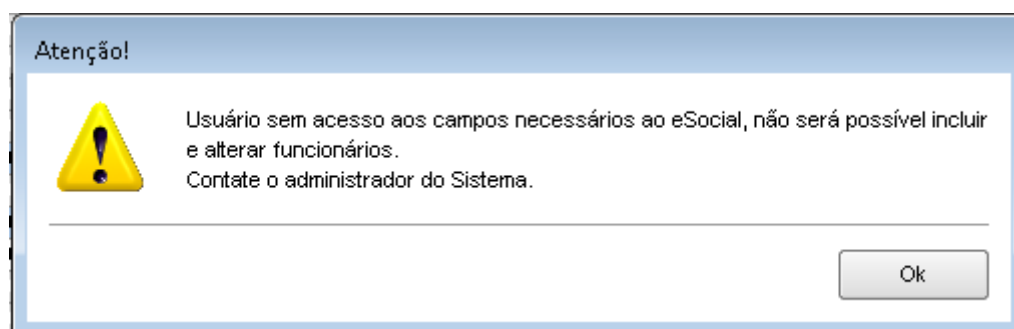 Atenção!
Usuário sem acesso aos campos necessários ao eSocial, não será possível incluir
e alterar funcionários.
Contate o administrador do Sistema.
Ok